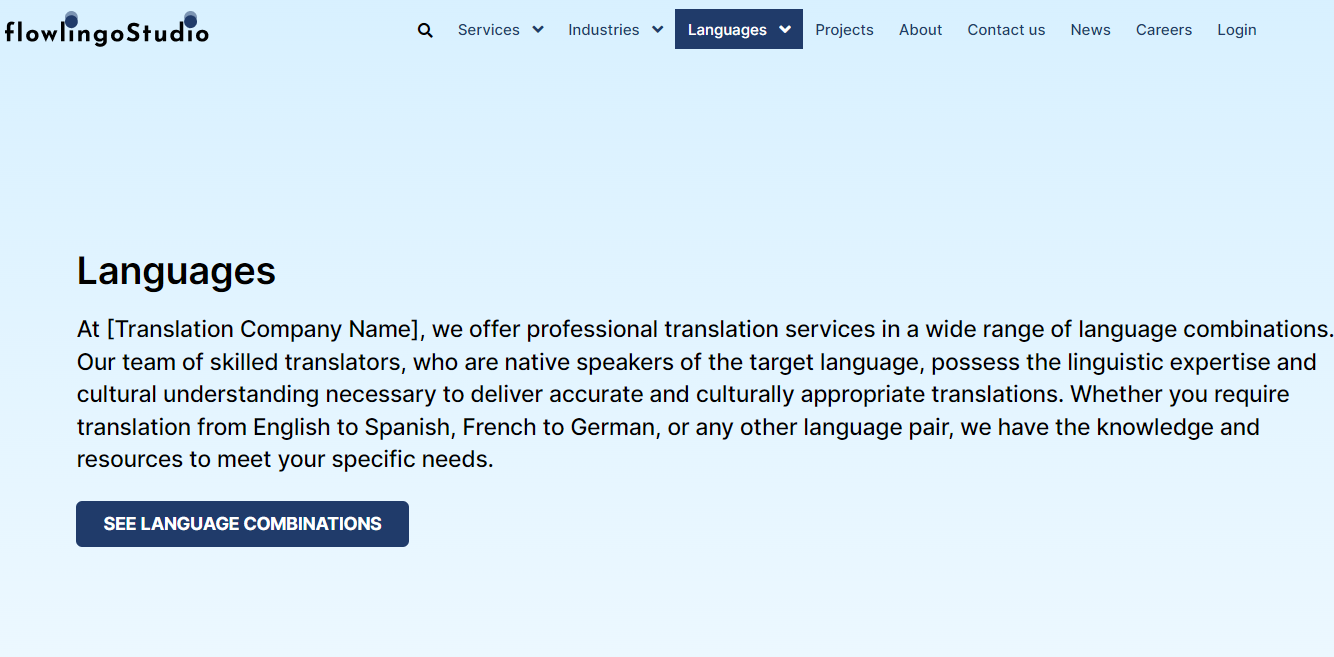 flowlingoStudio
Services
Industries
Languages
Projects
About
Contact us
News
Careers
Login
Languages
At [Translation Company Name], we offer professional translation services in a wide range of language combinations.
Our team of skilled translators, who are native speakers of the target language, possess the linguistic expertise and
cultural understanding necessary to deliver accurate and culturally appropriate translations. Whether you require
translation from English to Spanish, French to German, or any other language pair, we have the knowledge and
resources to meet your specific needs.
SEE LANGUAGE COMBINATIONS